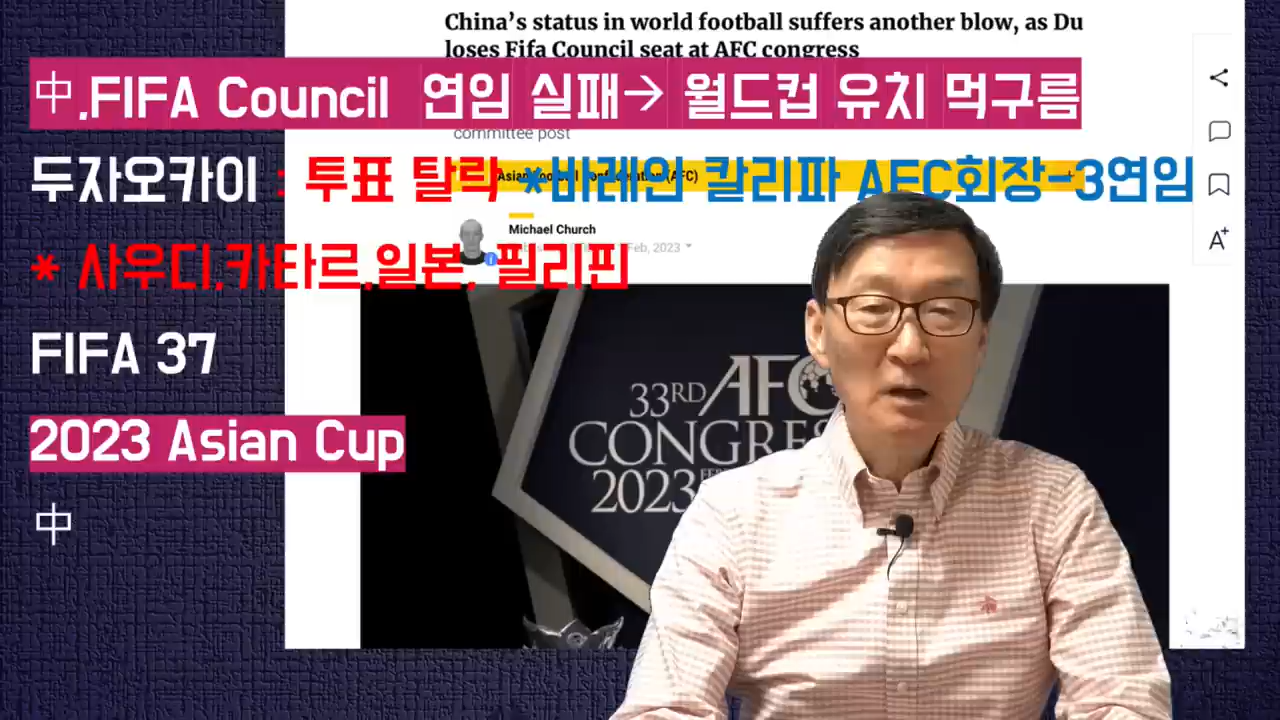 China's status in world football suffers another blow, as Du
loses Fifa Council seat at AFC congress
中.FIFA Council 연임 실패→ 월드컵 유치 먹구름
committee post
두자오카이 : 투표 탈락 *바레인 칼리파 AFC회장-3연임
Michael Church
Feb, 2023
* 사우디.카타르.일본, 필리핀
FIFA 37
33RD AFC
CONGRES
2023
2023 Asian Cup
中